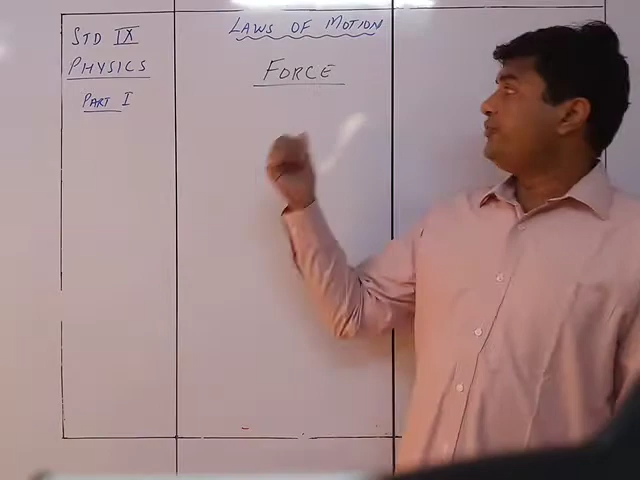 STD IX
PHYSICS
PART I
LAWS OF MOTION
FORCE